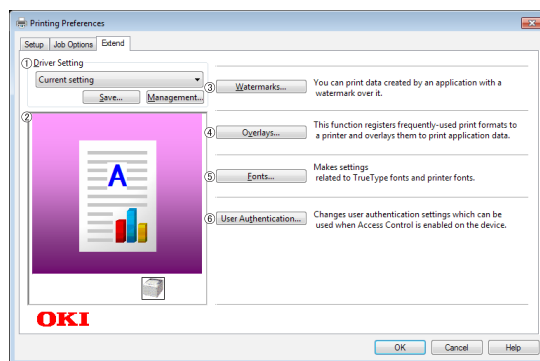 Printing Preferences
Setup Job Options Extend
① Driver Setting
Current setting
Save... Management...
②
A
OKI
③ Watermarks... You can print data created by an application with a
watermark over it.
④ Overlays... This function registers frequently-used print formats to
a printer and overlays them to print application data.
⑤ Fonts... Makes settings
related to TrueType fonts and printer fonts.
⑥ User Authentication... Changes user authentication settings which can be
used when Access Control is enabled on the device.
OK Cancel Help